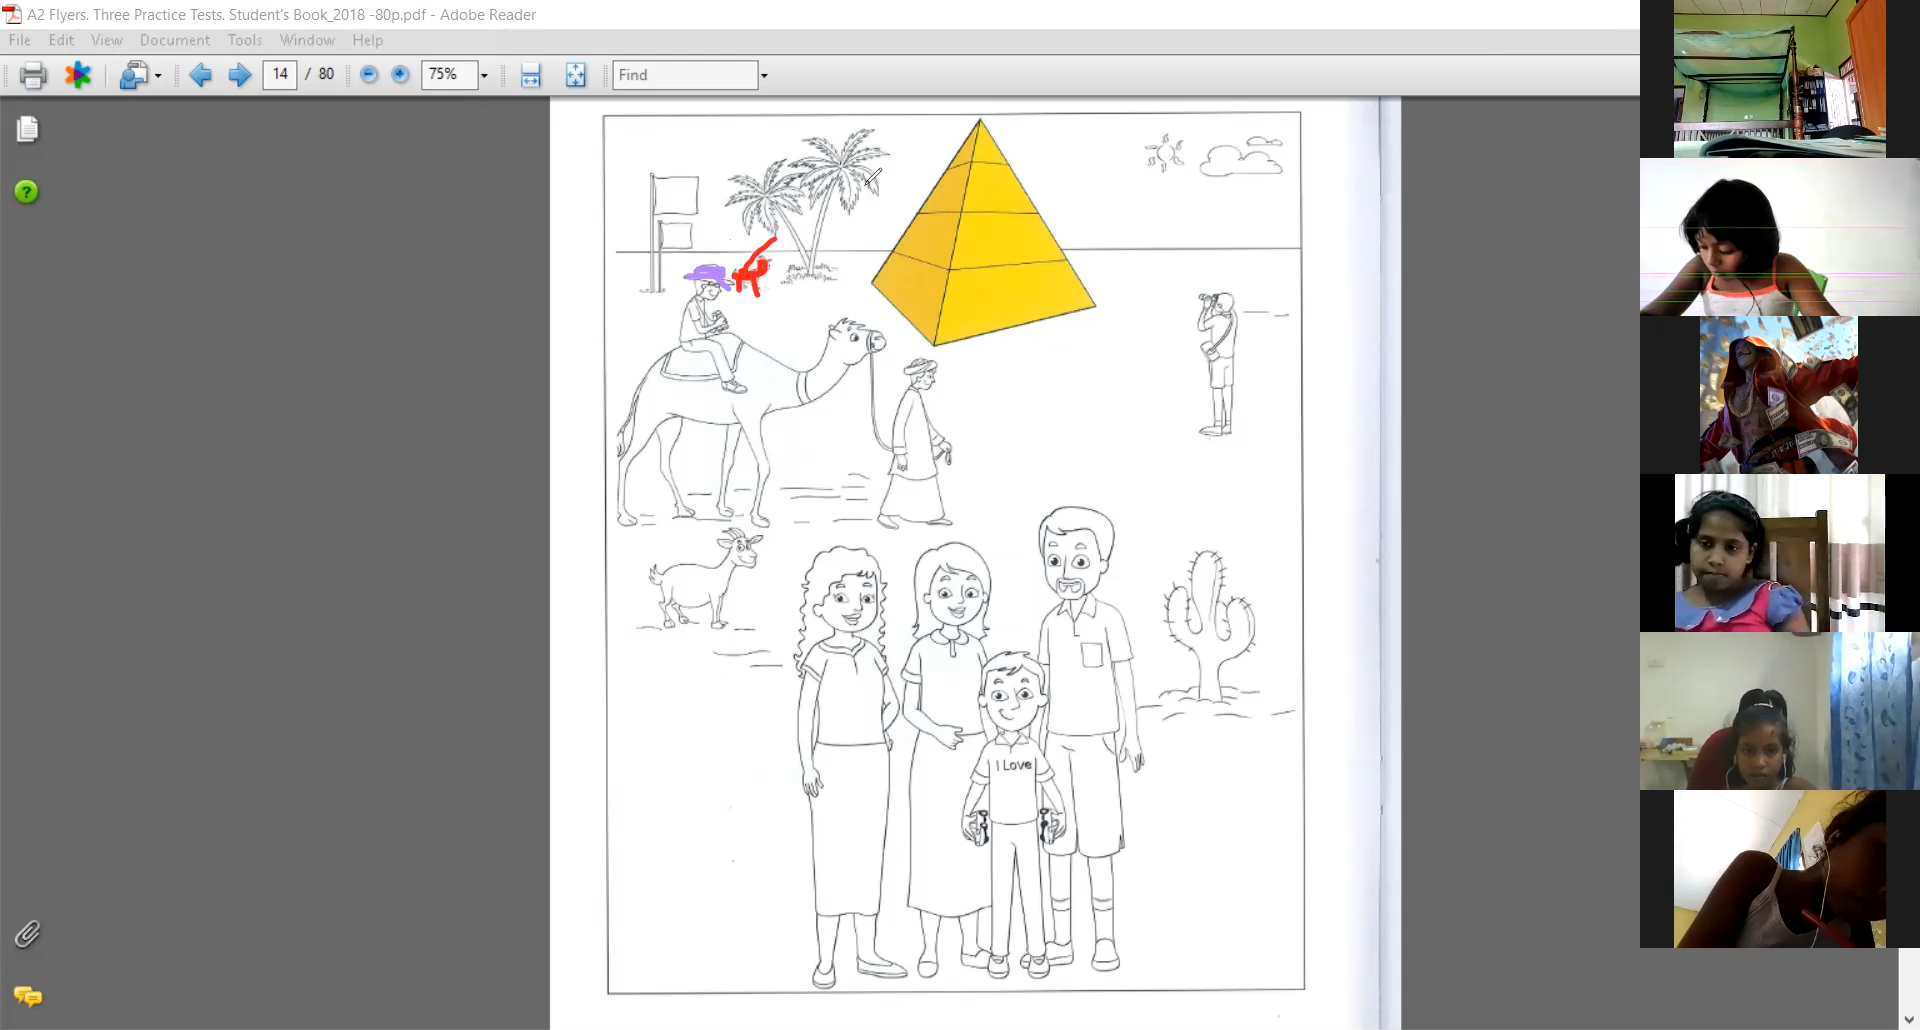 A2 Flyers. Three Practice Tests. Student's Book_2018 -80p.pdf - Adobe Reader
File Edit View Document Tools Window Help
14 / 80 75% Find
?
I Love